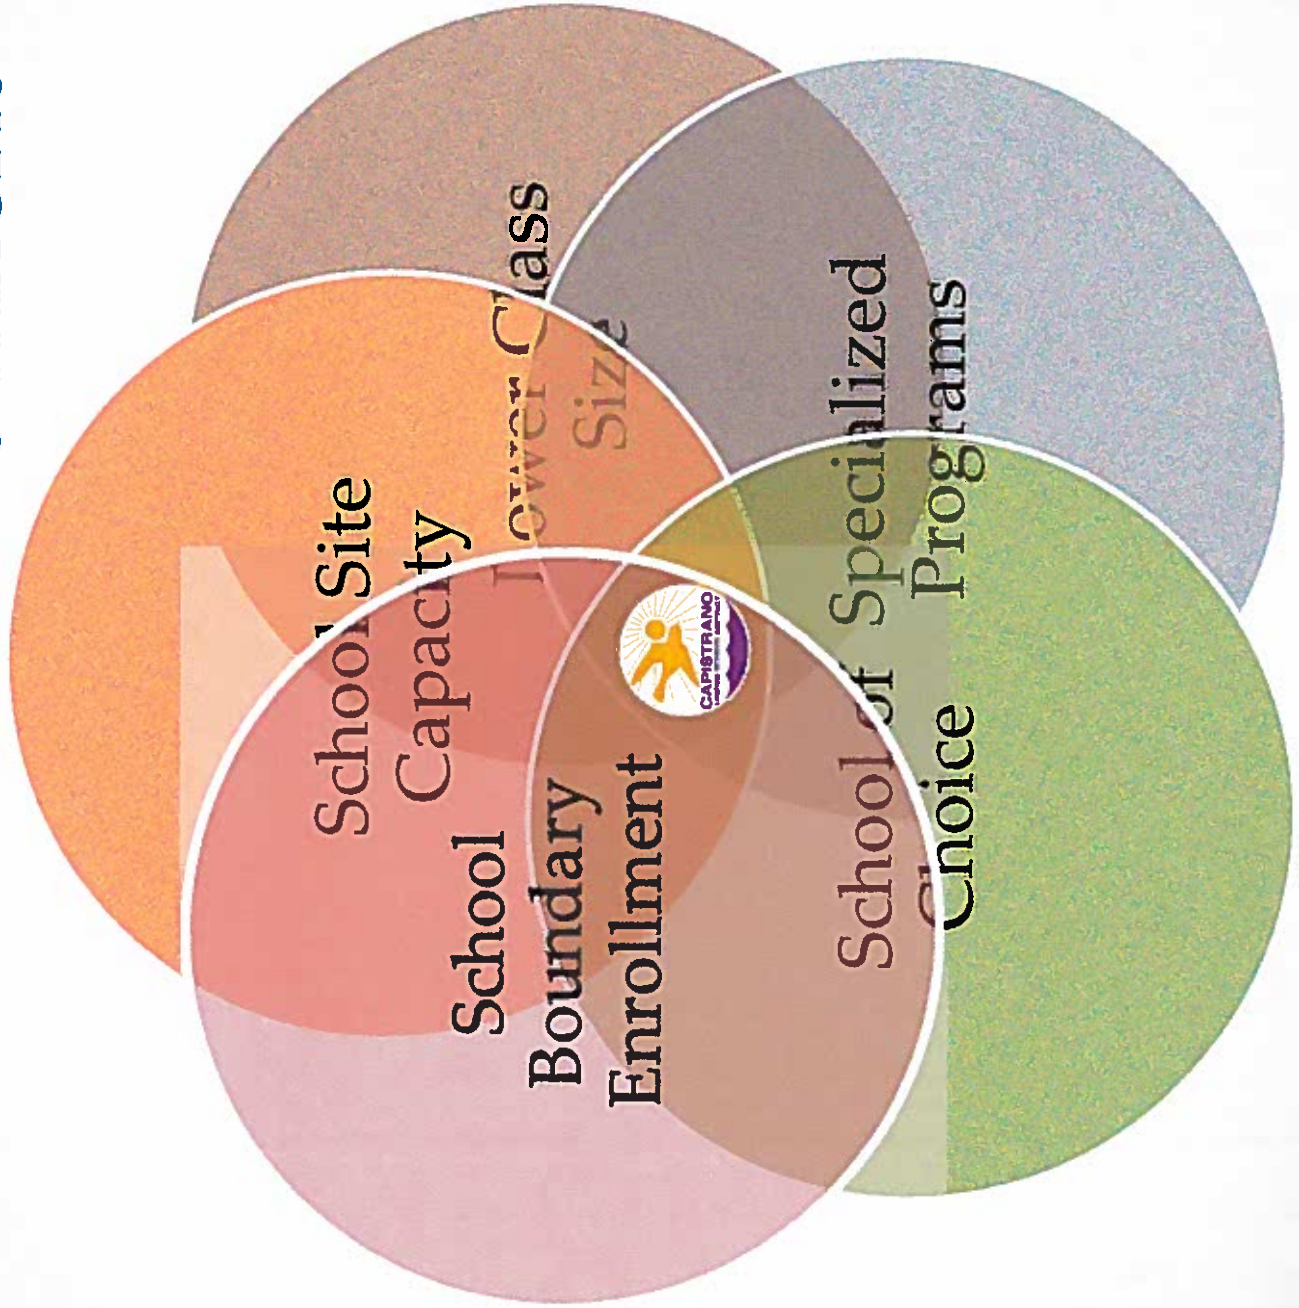 School Site
Capacity
School
Boundary
Enrollment
Lower Class
Size
CAPISTRANO
School of
Choice
Specialized
Programs